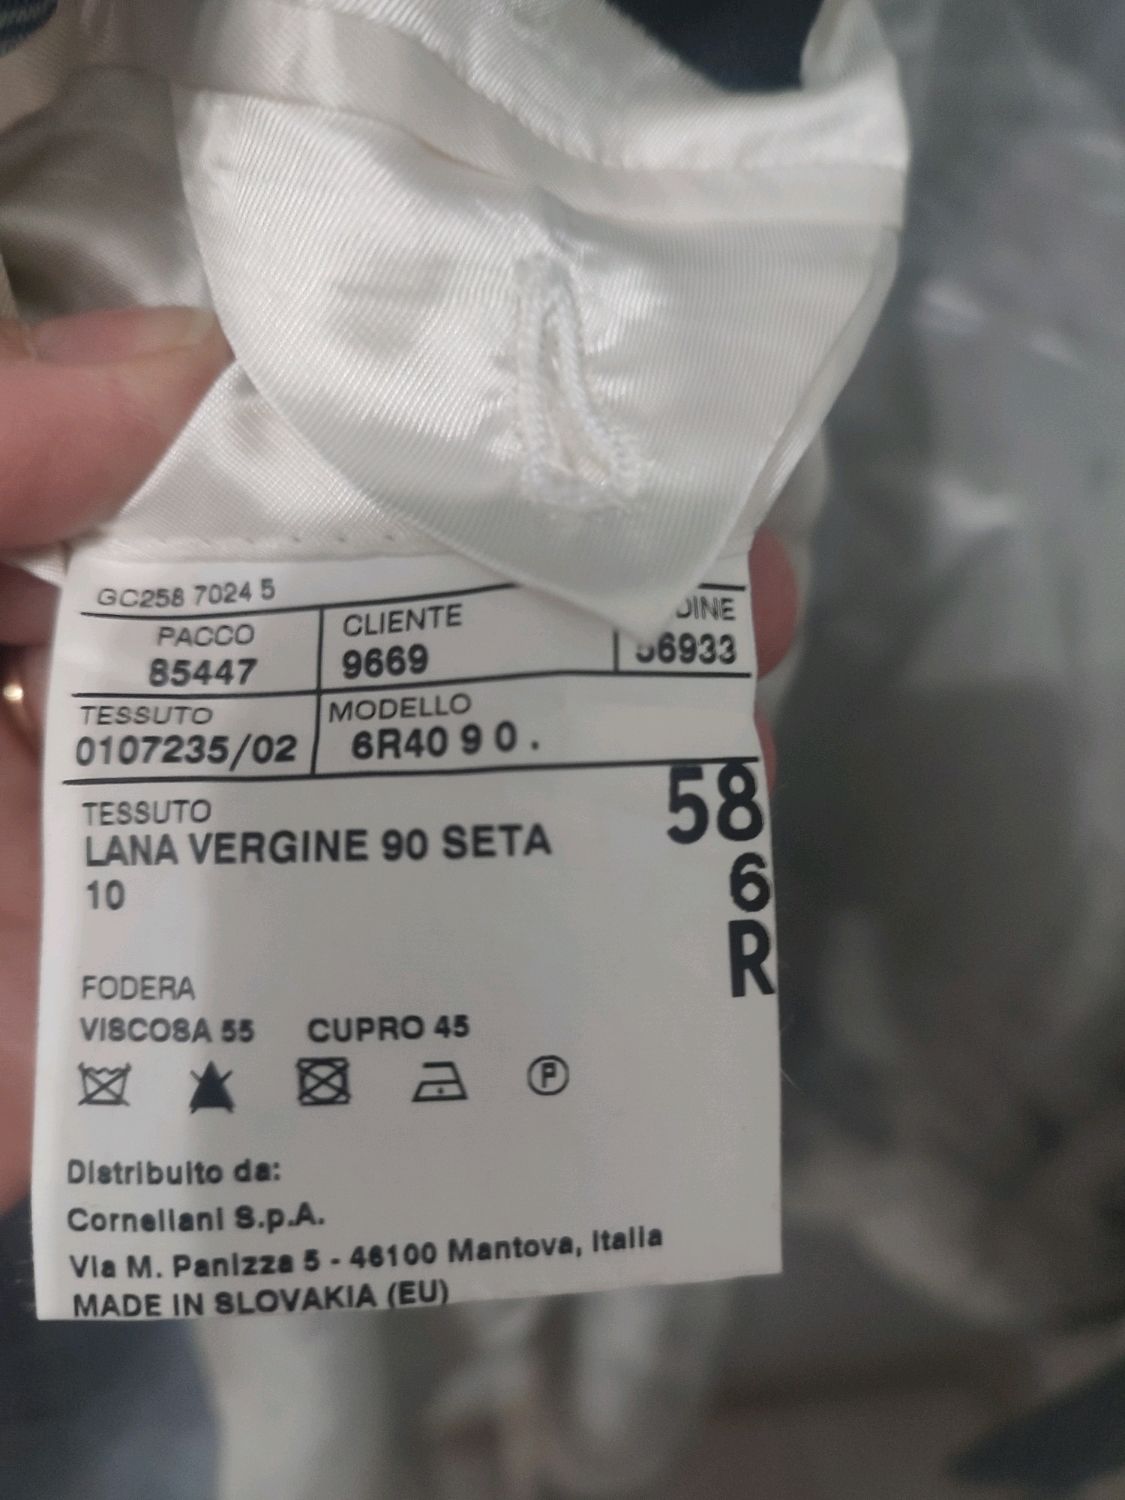 GC258 7024 5
PACCO
85447
CLIENTE
9669
DINE
6933
TESSUTO
0107235/02
MODELLO
6R40 9 0 .
TESSUTO
LANA VERGINE 90 SETA
10
58
6
R
FODERA
VISCOSA 55 CUPRO 45
P
Distribuito da:
Corneliani S.p.A.
Via M. Panizza 5 - 46100 Mantova, Italia
MADE IN SLOVAKIA (EU)